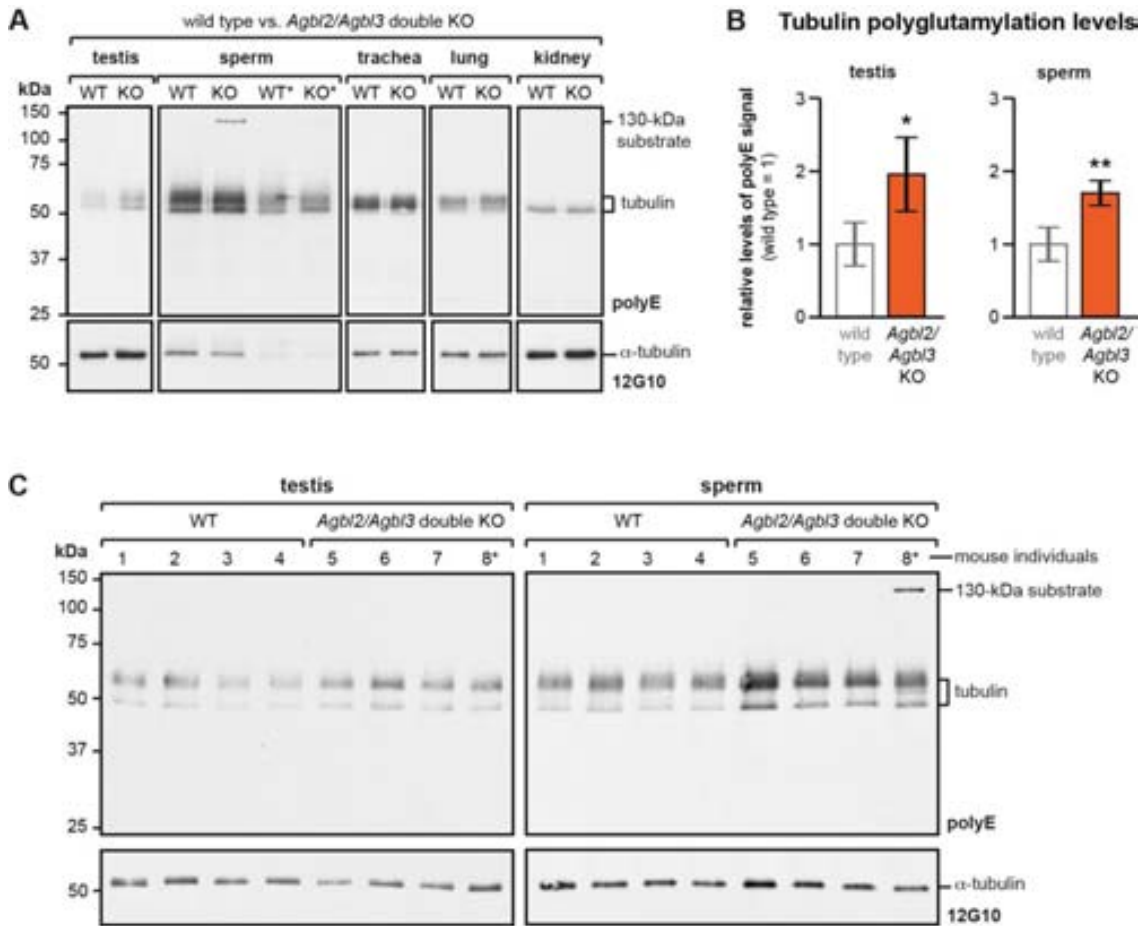 A
wild type vs. Agbl2/Agbl3 double KO
testis sperm trachea lung kidney
kDa WT KO WT KO WT* KO* WT KO WT KO WT KO
150
100
75
50
37
25
130-kDa
substrate
tubulin
polyE
50
α-tubulin
12G10
B Tubulin polyglutamylation levels
testis sperm
relative levels of polyE signal
(wild type = 1)
3
2
1
0
*
wild
type
Agbl2/
Agbl3
KO
3
2
1
0
**
wild
type
Agbl2/
Agbl3
KO
C
testis sperm
WT Agbl2/Agbl3 double KO WT Agbl2/Agbl3 double KO
kDa 1 2 3 4 5 6 7 8* 1 2 3 4 5 6 7 8* mouse individuals
150
100
75
50
37
25
130-kDa substrate
tubulin
polyE
50
α-tubulin
12G10